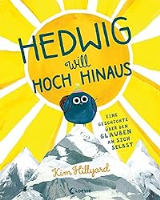 HEDWIG
will
HOCH HINAUS
EINE
GESCHICHTE
ÜBER DEN
GLAUBEN
AN SICH
SELBST
Kim Hillyard
Loewe